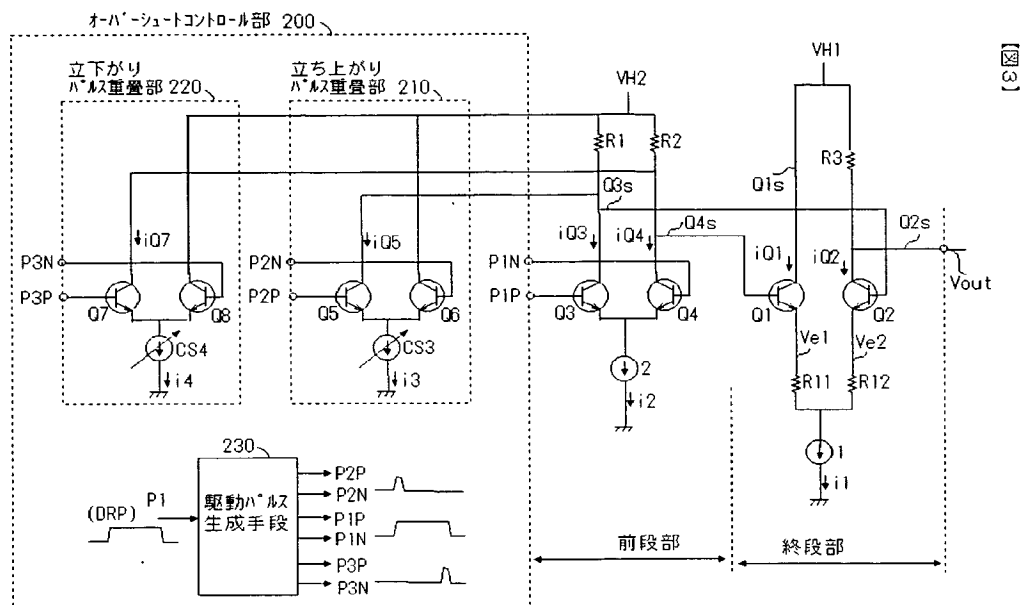 【図3】
オーバーシュートコントロール部 200
立下がり
パルス重畳部 220
立ち上がり
パルス重畳部 210
VH2
VH1
R1
R2
R3
Q3s
Q4s
Q1s
Q2s
iQ7
iQ5
iQ3
iQ4
iQ1
iQ2
Vout
P3N
P3P
P2N
P2P
P1N
P1P
Q7
Q8
Q5
Q6
Q3
Q4
Q1
Q2
CS4
i4
CS3
i3
2
i2
Ve1
Ve2
R11
R12
1
i1
230
(DRP)
P1
駆動パルス
生成手段
P2P
P2N
P1P
P1N
P3P
P3N
前段部
終段部